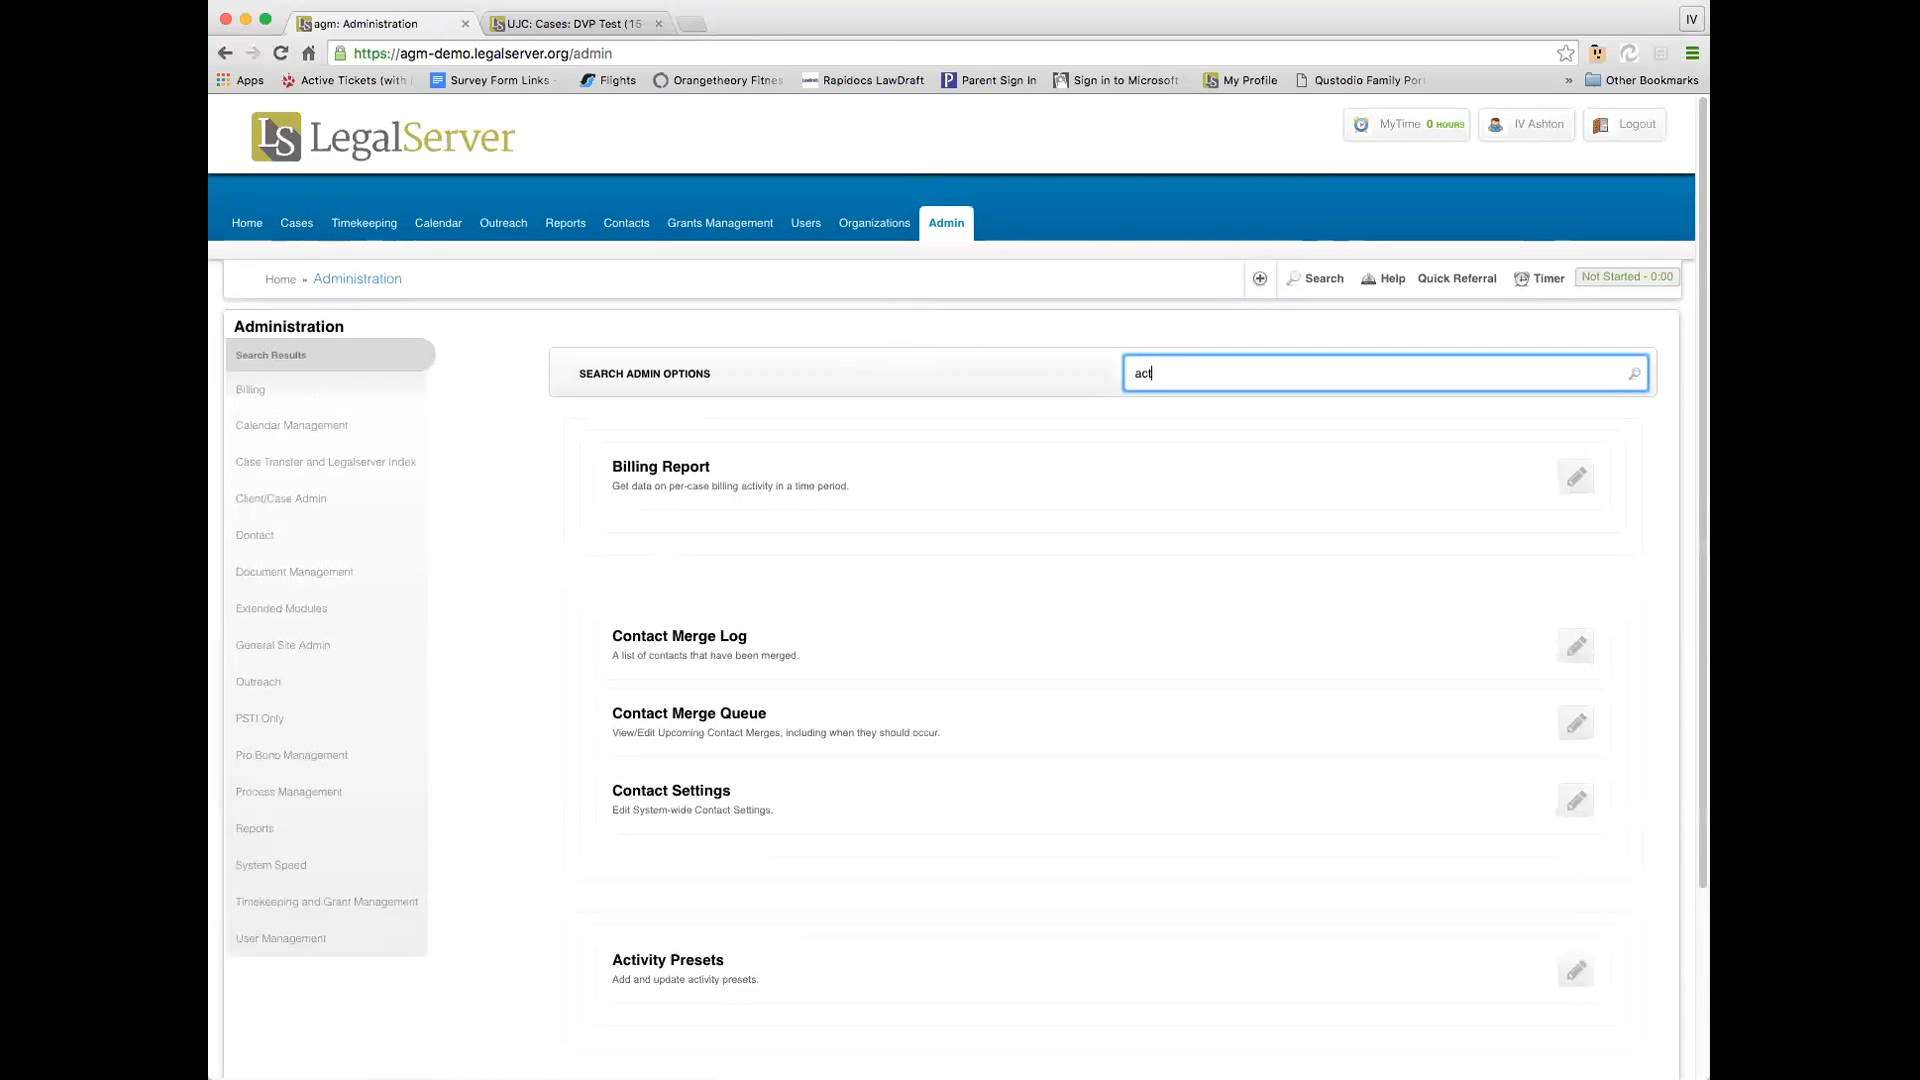 agm: Administration
UJC: Cases: DVP Test (15
IV
https://agm-demo.legalserver.org/admin
Apps
Active Tickets (with
Survey Form Links
Flights
Orangetheory Fitnes
Rapidocs LawDraft
Parent Sign In
Sign in to Microsoft
My Profile
Qustodio Family Por
»
Other Bookmarks
LS LegalServer
MyTime 0 HOURS
IV Ashton
Logout
Home
Cases
Timekeeping
Calendar
Outreach
Reports
Contacts
Grants Management
Users
Organizations
Admin
Home » Administration
Search
Help
Quick Referral
Timer
Not Started - 0:00
Administration
Search Results
Billing
Calendar Management
Case Transfer and Legalserver Index
Client/Case Admin
Contact
Document Management
Extended Modules
General Site Admin
Outreach
PSTI Only
Pro Bono Management
Process Management
Reports
System Speed
Timekeeping and Grant Management
User Management
SEARCH ADMIN OPTIONS
act
Billing Report
Get data on per-case billing activity in a time period.
Contact Merge Log
A list of contacts that have been merged.
Contact Merge Queue
View/Edit Upcoming Contact Merges, including when they should occur.
Contact Settings
Edit System-wide Contact Settings.
Activity Presets
Add and update activity presets.